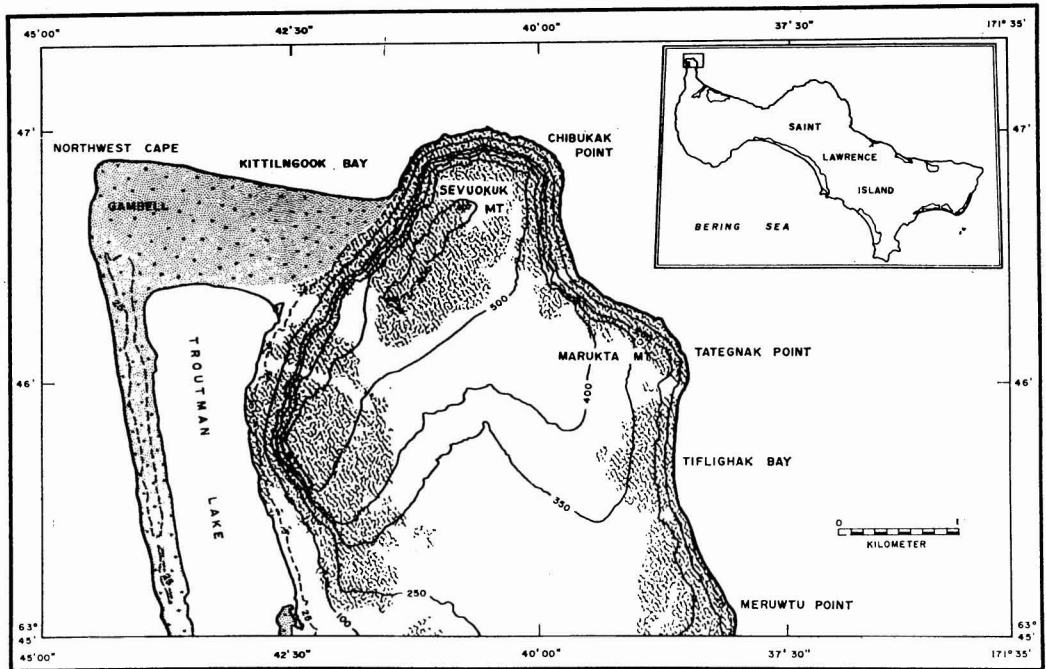 45'00"
42'30"
40'00"
37'30"
171° 35'
47'
47'
NORTHWEST CAPE
KITTILNGOOK BAY
CHIBUKAK
POINT
GAMBELL
SEVUOKUK
MT.
SAINT
LAWRENCE
ISLAND
BERING SEA
500
TROUTMAN LAKE
MARUKTA MT.
TATEGNAK POINT
46'
46'
400
TIFLIGHAK BAY
350
0 1
KILOMETER
250
100
MERUWTU POINT
63°
45'
63°
45'
45'00"
42'30"
40'00"
37'30"
171° 35'